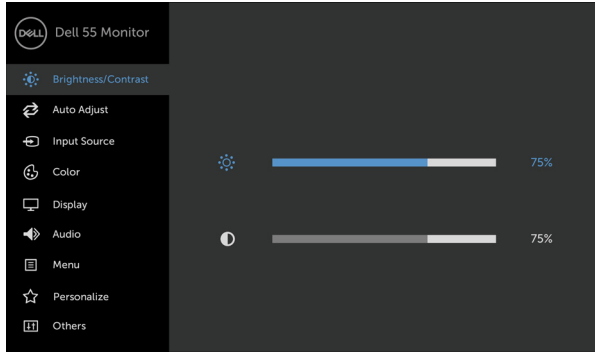 DELL Dell 55 Monitor
Brightness/Contrast
Auto Adjust
Input Source
Color
Display
Audio
Menu
Personalize
Others
75%
75%